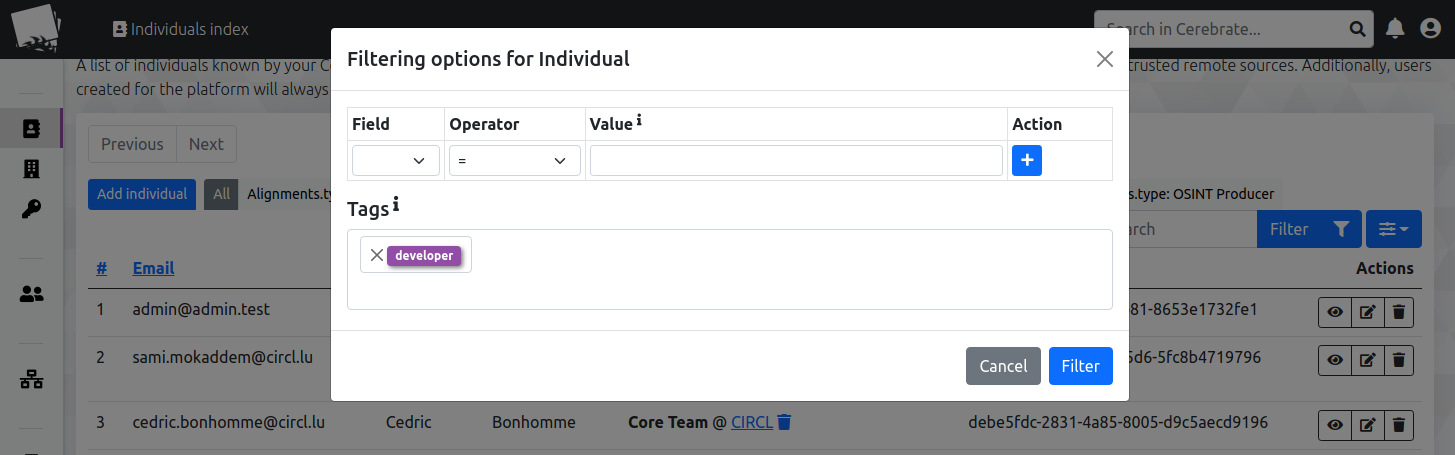 Individuals index
Search in Cerebrate...
Filtering options for Individual
A list of individuals known by your C
trusted remote sources. Additionally, users
created for the platform will always
Field Operator Value Action
=
Previous Next
Add individual All Alignments.ty
s.type: OSINT Producer
Tags
developer
arch Filter
# Email Actions
1 admin@admin.test 81-8653e1732fe1
2 sami.mokaddem@circl.lu 5d6-5fc8b4719796
Cancel Filter
3 cedric.bonhomme@circl.lu Cedric Bonhomme Core Team @ CIRCL debe5fdc-2831-4a85-8005-d9c5aecd9196